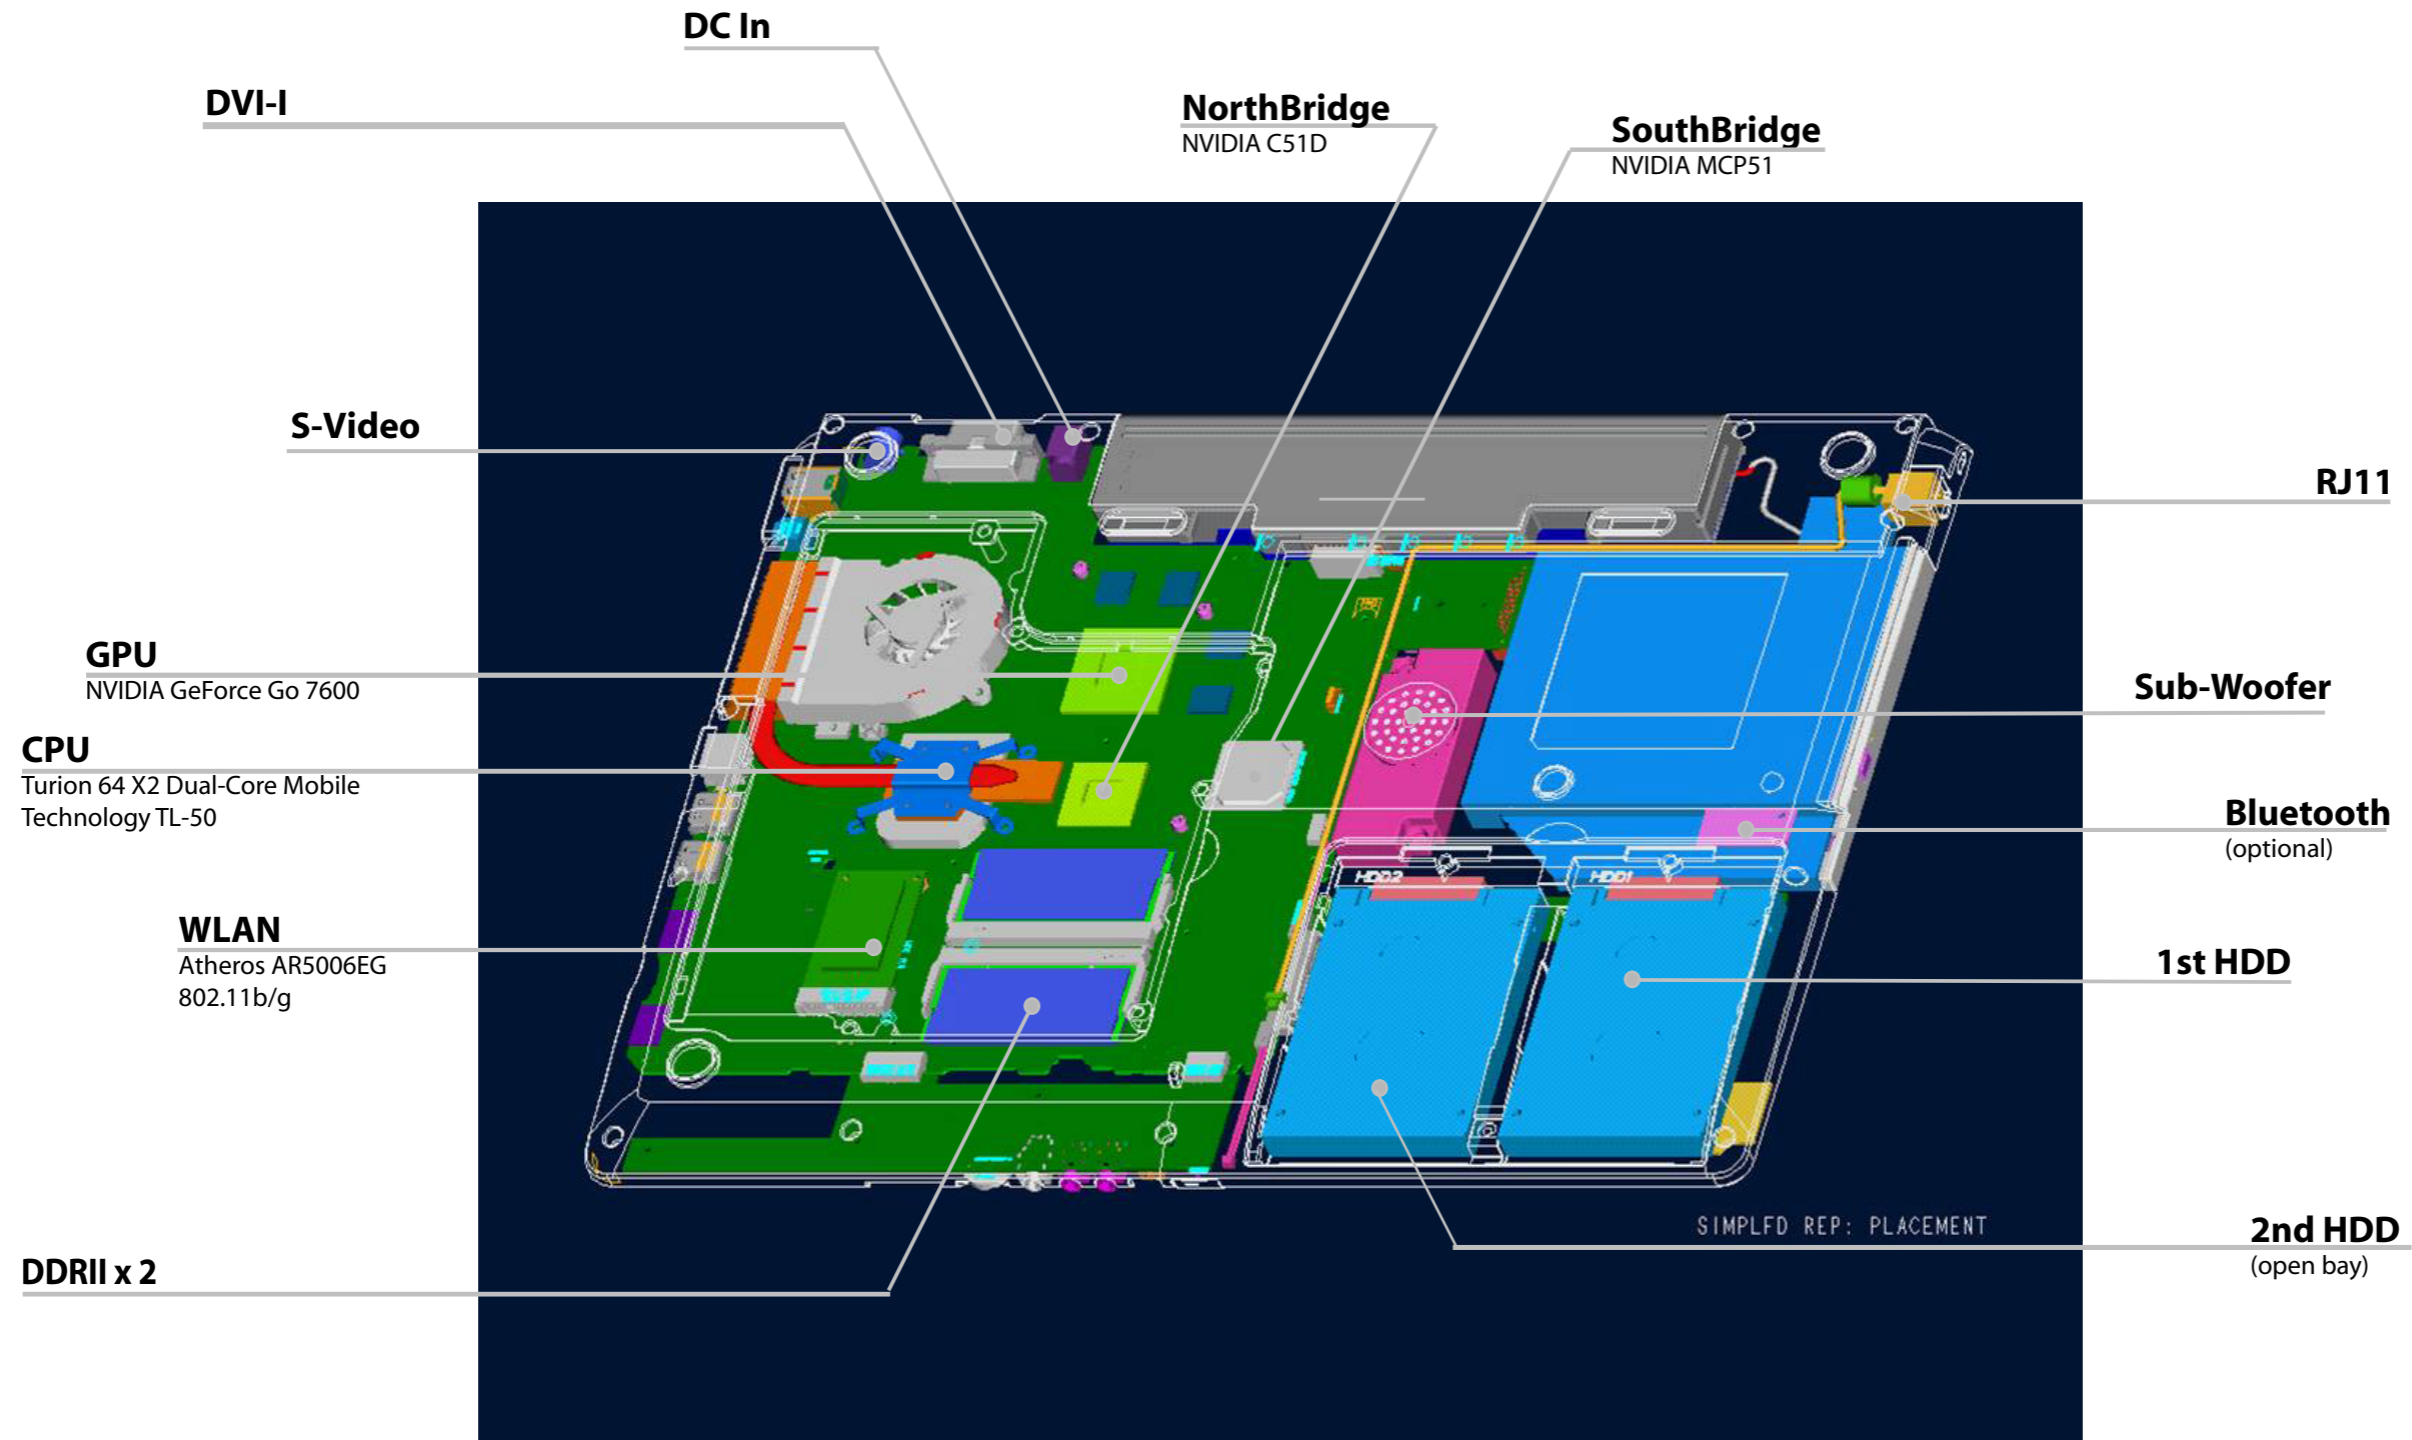 DC In
DVI-I
NorthBridge
NVIDIA C51D
SouthBridge
NVIDIA MCP51
S-Video
RJ11
GPU
NVIDIA GeForce Go 7600
Sub-Woofer
CPU
Turion 64 X2 Dual-Core Mobile
Technology TL-50
Bluetooth
(optional)
HDD2
HDD1
WLAN
Atheros AR5006EG
802.11b/g
1st HDD
SIMPLFD REP: PLACEMENT
2nd HDD
(open bay)
DDRII x 2